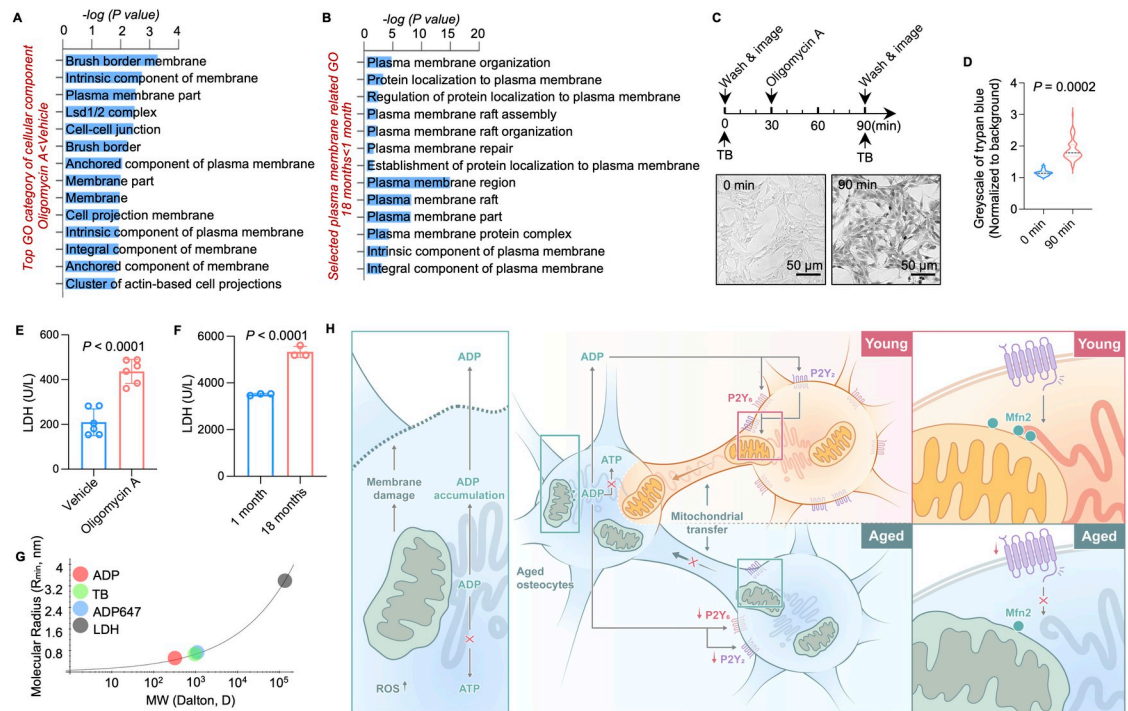 A
-log (P value)
0 1 2 3 4
Top GO category of cellular component
Oligomycin A<Vehicle
Brush border membrane
Intrinsic component of membrane
Plasma membrane part
Lsd1/2 complex
Cell-cell junction
Brush border
Anchored component of plasma membrane
Membrane part
Membrane
Cell projection membrane
Intrinsic component of plasma membrane
Integral component of membrane
Anchored component of membrane
Cluster of actin-based cell projections
B
-log (P value)
0 5 10 15 20
Selected plasma membrane related GO
18 months<1 month
Plasma membrane organization
Protein localization to plasma membrane
Regulation of protein localization to plasma membrane
Plasma membrane raft assembly
Plasma membrane raft organization
Plasma membrane repair
Establishment of protein localization to plasma membrane
Plasma membrane region
Plasma membrane raft
Plasma membrane part
Plasma membrane protein complex
Intrinsic component of plasma membrane
Integral component of plasma membrane
C
Wash & image
Oligomycin A
Wash & image
0 30 60 90(min)
TB
TB
0 min
50 µm
90 min
50 µm
D
Greyscale of trypan blue
(Normalized to background)
P = 0.0002
4
3
2
1
0
0 min
90 min
E
LDH (U/L)
P < 0.0001
600
400
200
0
Vehicle
Oligomycin A
F
LDH (U/L)
P < 0.0001
6000
4000
2000
0
1 month
18 months
G
Molecular Radius (Rmin, nm)
4
3.2
2.4
1.6
0.8
ADP
TB
ADP647
LDH
10 10² 10³ 10⁴ 10⁵
MW (Dalton, D)
H
ADP
Membrane
damage
ADP
accumulation
ADP
ATP
ROS↑
ADP
ATP
ADP
Aged
osteocytes
Mitochondrial
transfer
P2Y₆
P2Y₂
Young
↓ P2Y₆
↓ P2Y₂
Aged
Young
Mfn2
Aged
Mfn2